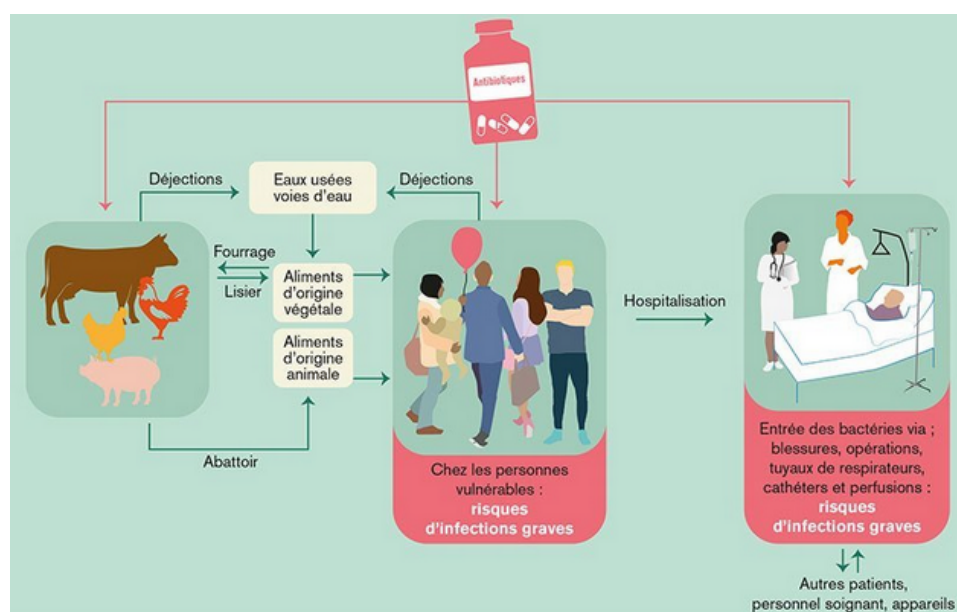 Antibiotiques
Déjections
Eaux usées
voies d'eau
Déjections
Fourrage
Lisier
Aliments
d'origine
végétale
Aliments
d'origine
animale
Abattoir
Chez les personnes
vulnérables :
risques
d'infections graves
Hospitalisation
Entrée des bactéries via ;
blessures, opérations,
tuyaux de respirateurs,
cathéters et perfusions :
risques
d'infections graves
Autres patients,
personnel soignant, appareils